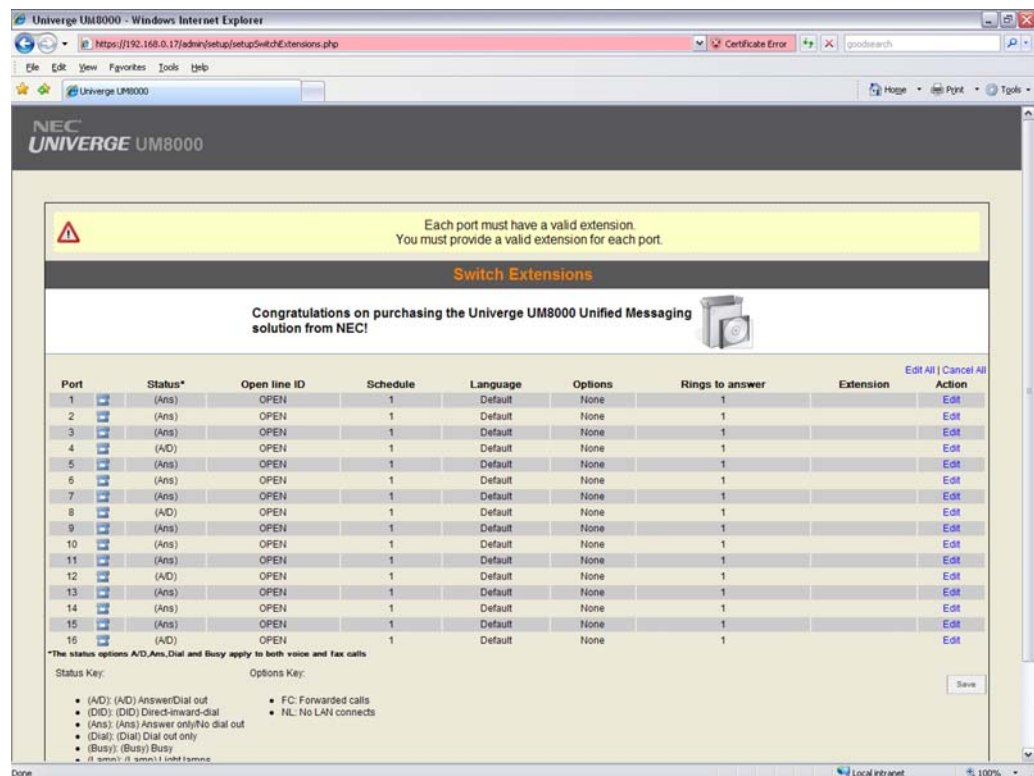 Univerge UM8000 - Windows Internet Explorer
https://192.168.0.17/admin/setup/setupSwitchExtensions.php Certificate Error goodsearch
File Edit View Favorites Tools Help
Univerge UM8000 Home Print Tools
NEC
UNIVERGE UM8000
Each port must have a valid extension.
You must provide a valid extension for each port.
Switch Extensions
Congratulations on purchasing the Univerge UM8000 Unified Messaging
solution from NEC!
Edit All | Cancel All
Port Status* Open line ID Schedule Language Options Rings to answer Extension Action
1 (Ans) OPEN 1 Default None 1 Edit
2 (Ans) OPEN 1 Default None 1 Edit
3 (Ans) OPEN 1 Default None 1 Edit
4 (A/D) OPEN 1 Default None 1 Edit
5 (Ans) OPEN 1 Default None 1 Edit
6 (Ans) OPEN 1 Default None 1 Edit
7 (Ans) OPEN 1 Default None 1 Edit
8 (A/D) OPEN 1 Default None 1 Edit
9 (Ans) OPEN 1 Default None 1 Edit
10 (Ans) OPEN 1 Default None 1 Edit
11 (Ans) OPEN 1 Default None 1 Edit
12 (A/D) OPEN 1 Default None 1 Edit
13 (Ans) OPEN 1 Default None 1 Edit
14 (Ans) OPEN 1 Default None 1 Edit
15 (Ans) OPEN 1 Default None 1 Edit
16 (A/D) OPEN 1 Default None 1 Edit
*The status options A/D,Ans,Dial and Busy apply to both voice and fax calls
Status Key: Options Key:
Save
• (A/D): (A/D) Answer/Dial out • FC: Forwarded calls
• (DID): (DID) Direct-inward-dial • NL: No LAN connects
• (Ans): (Ans) Answer only/No dial out
• (Dial): (Dial) Dial out only
• (Busy): (Busy) Busy
• (Lamp): (Lamp) Light lamps
Done Local intranet 100%